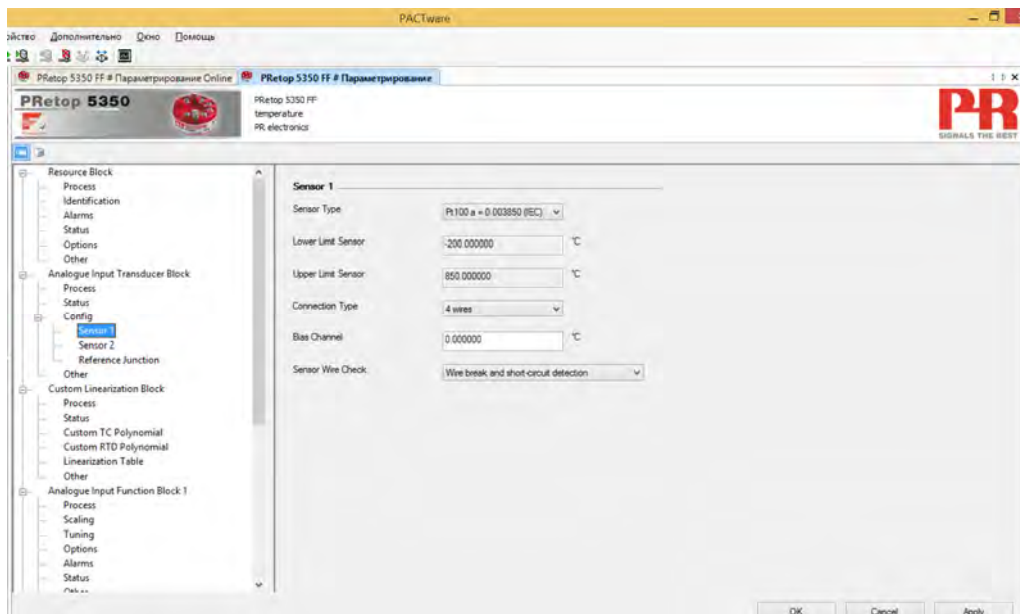 PACTware
ойство Дополнительно Окно Помощь
PRetop 5350 FF # Параметрирование Online
PRetop 5350 FF # Параметрирование
PRetop 5350
PRetop 5350 FF
temperature
PR electronics
PR
SIGNALS THE BEST
Resource Block
Process
Identification
Alarms
Status
Options
Other
Analogue Input Transducer Block
Process
Status
Config
Sensor 1
Sensor 2
Reference Junction
Other
Custom Linearization Block
Process
Status
Custom TC Polynomial
Custom RTD Polynomial
Linearization Table
Other
Analogue Input Function Block 1
Process
Scaling
Tuning
Options
Alarms
Status
Other
Sensor 1
Sensor Type Pt100 a = 0.003850 (IEC)
Lower Limit Sensor -200.000000 °C
Upper Limit Sensor 850.000000 °C
Connection Type 4 wires
Bias Channel 0.000000 °C
Sensor Wire Check Wire break and short-circuit detection
OK Cancel Apply